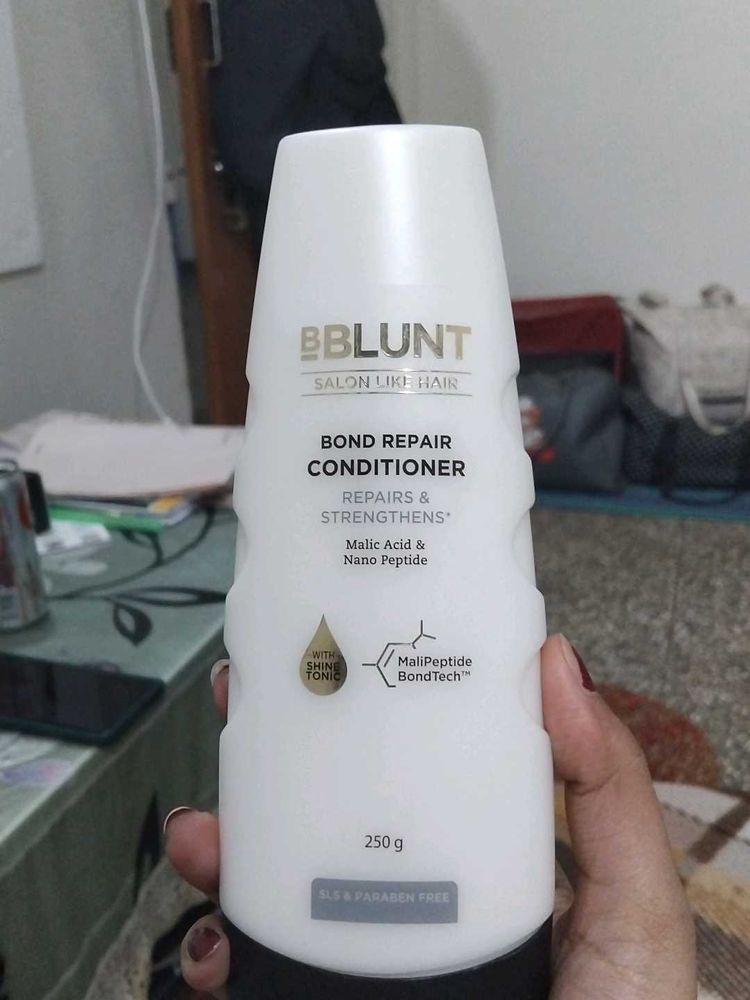 BBLUNT
SALON LIKE HAIR
BOND REPAIR
CONDITIONER
REPAIRS &
STRENGTHENS*
Malic Acid &
Nano Peptide
WITH
SHINE
TONIC
MaliPeptide
BondTech™
250 g
SLS & PARABEN FREE